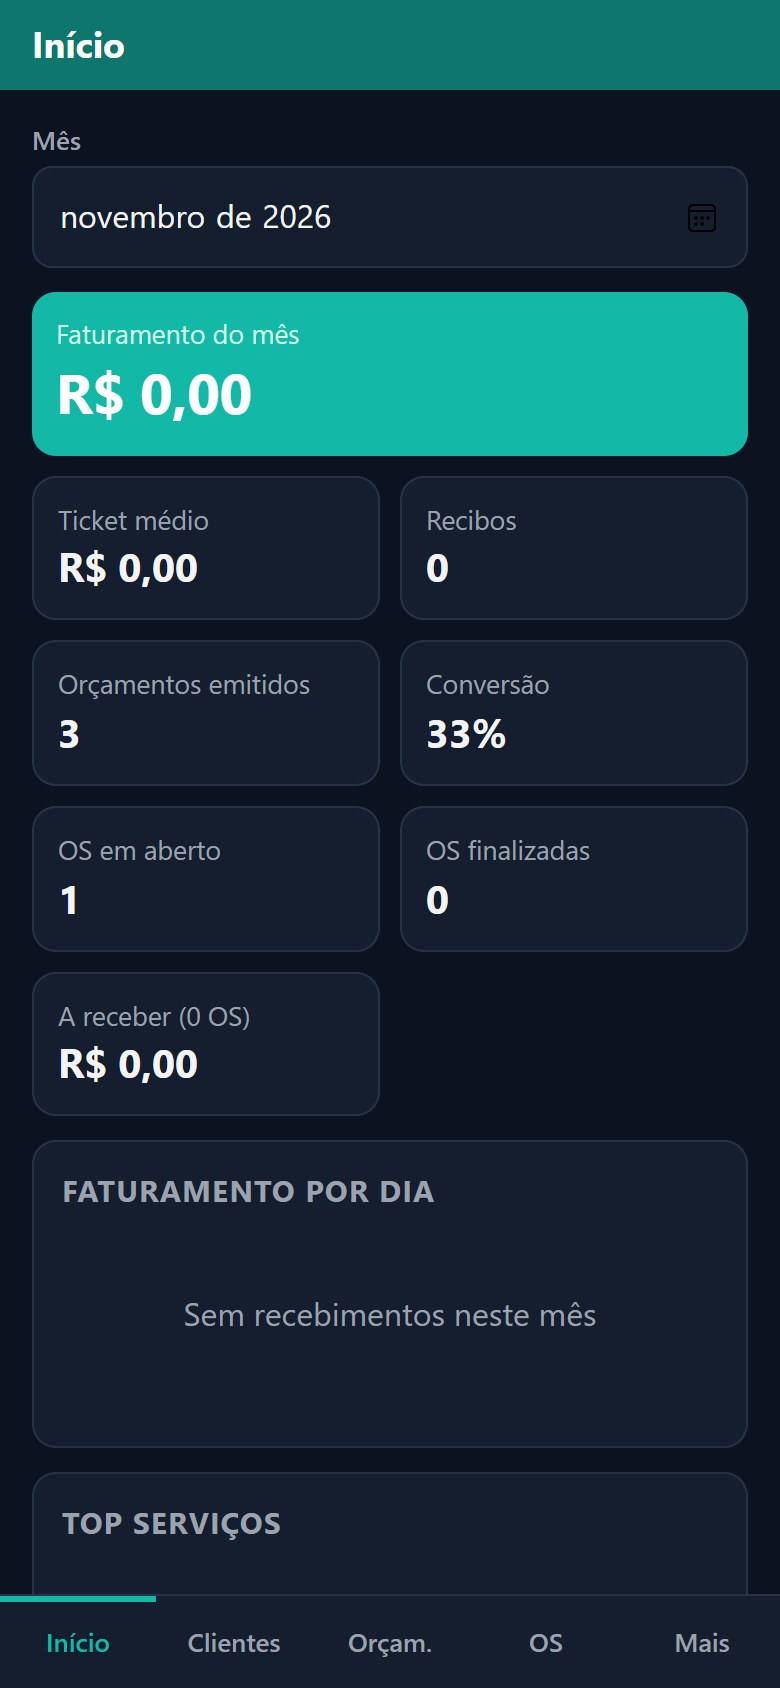 Início
Mês
novembro de 2026
Faturamento do mês
R$ 0,00
Ticket médio
R$ 0,00
Recibos
0
Orçamentos emitidos
3
Conversão
33%
OS em aberto
1
OS finalizadas
0
A receber (0 OS)
R$ 0,00
FATURAMENTO POR DIA
Sem recebimentos neste mês
TOP SERVIÇOS
Início
Clientes
Orçam.
OS
Mais